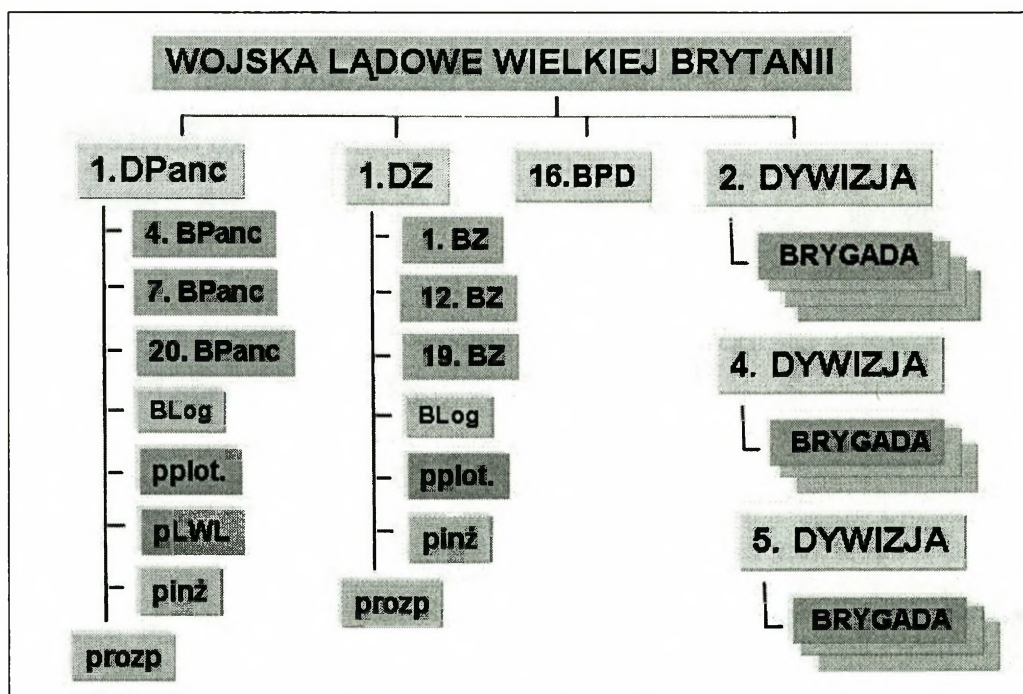 WOJSKA LĄDOWE WIELKIEJ BRYTANII
1.DPanc
4. BPanc
7. BPanc
20. BPanc
BLog
pplot.
pLWL
pinż
prozp
1.DZ
1. BZ
12. BZ
19. BZ
BLog
pplot.
pinż
prozp
16.BPD
2. DYWIZJA
BRYGADA
4. DYWIZJA
BRYGADA
5. DYWIZJA
BRYGADA